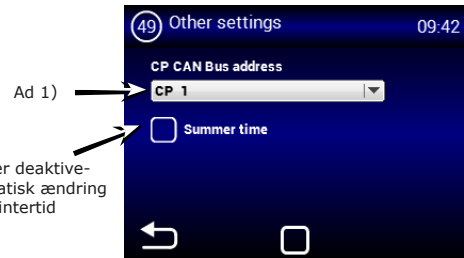 49 Other settings 09:42
CP CAN Bus address
Ad 1)
CP 1
Summer time
er deaktive-
atisk ændring
intertid